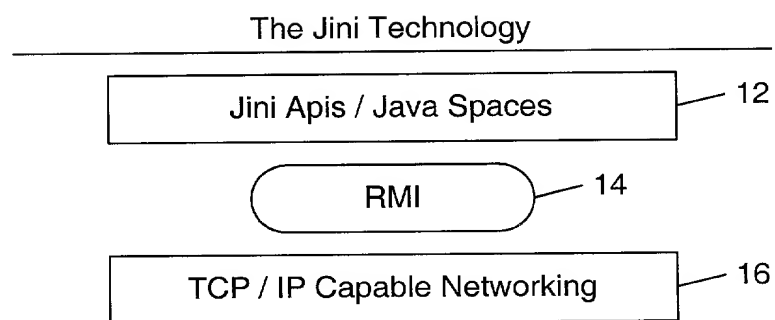 The Jini Technology
Jini Apis / Java Spaces
12
RMI
14
TCP / IP Capable Networking
16